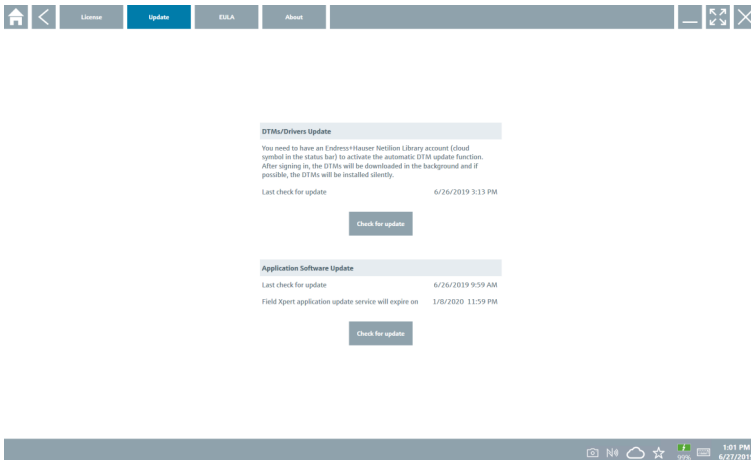 License Update EULA About
DTMs/Drivers Update
You need to have an Endress+Hauser Netilion Library account (cloud
symbol in the status bar) to activate the automatic DTM update function.
After signing in, the DTMs will be downloaded in the background and if
possible, the DTMs will be installed silently.
Last check for update 6/26/2019 3:13 PM
Check for update
Application Software Update
Last check for update 6/26/2019 9:59 AM
Field Xpert application update service will expire on 1/8/2020 11:59 PM
Check for update
99% 1:01 PM
6/27/2019